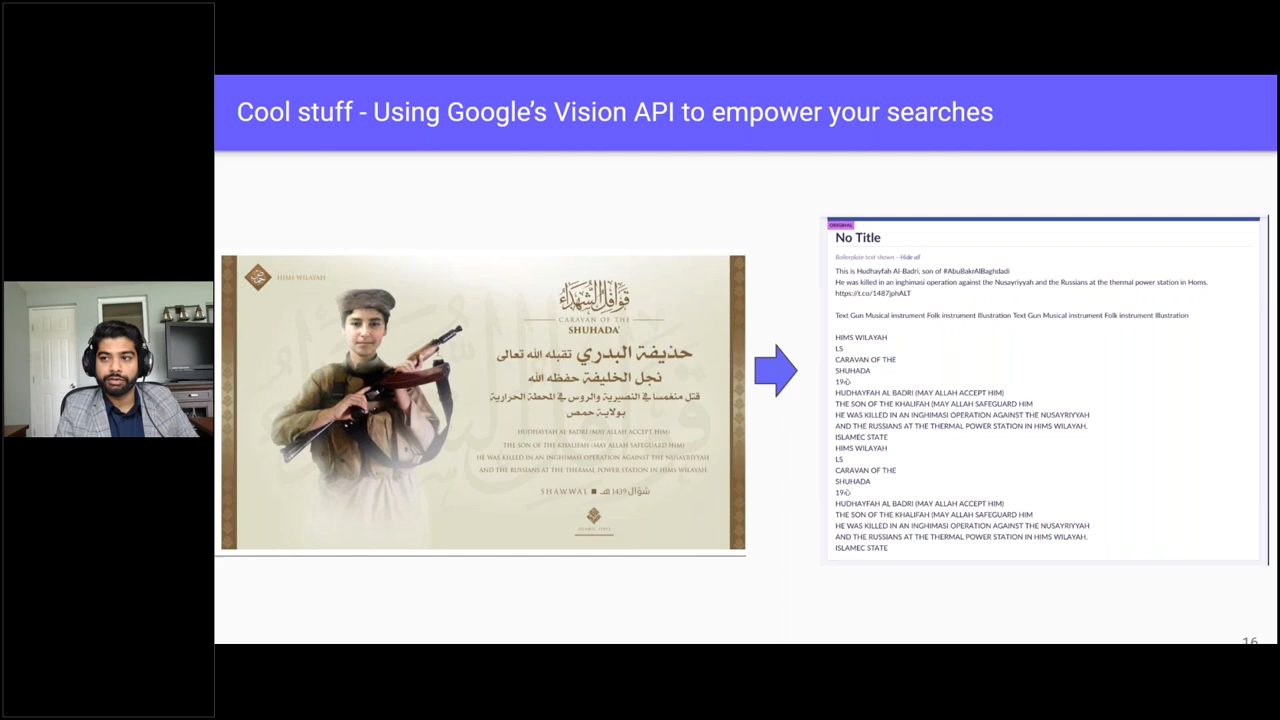 Cool stuff - Using Google's Vision API to empower your searches
HIMS WILAYAH
قوافل الشهداء
CARAVAN OF THE
SHUHADA'
حذيفة البدري تقبله الله تعالى
نجل الخليفة حفظه الله
قتل منغمسا في النصيرية والروس في المحطة الحرارية
بولاية حمص
HUDHAYFAH AL BADRI (MAY ALLAH ACCEPT HIM)
THE SON OF THE KHALIFAH (MAY ALLAH SAFEGUARD HIM)
HE WAS KILLED IN AN INGHIMASI OPERATION AGAINST THE NUSAYRIYYAH
AND THE RUSSIANS AT THE THERMAL POWER STATION IN HIMS WILAYAH.
SHAWWAL ■ شوال 1439 هـ
ISLAMIC STATE
ORIGINAL
No Title
Boilerplate text shown - Hide all
This is Hudhayfah Al-Badri, son of #AbuBakrAlBaghdadi
He was killed in an inghimasi operation against the Nusayriyyah and the Russians at the thermal power station in Homs.
https://t.co/1487jphALT
Text Gun Musical instrument Folk instrument Illustration Text Gun Musical instrument Folk instrument Illustration
HIMS WILAYAH
LS
CARAVAN OF THE
SHUHADA
HUDHAYFAH AL BADRI (MAY ALLAH ACCEPT HIM)
THE SON OF THE KHALIFAH (MAY ALLAH SAFEGUARD HIM
HE WAS KILLED IN AN INGHIMASI OPERATION AGAINST THE NUSAYRIYYAH
AND THE RUSSIANS AT THE THERMAL POWER STATION IN HIMS WILAYAH.
ISLAMEC STATE
HIMS WILAYAH
LS
CARAVAN OF THE
SHUHADA
HUDHAYFAH AL BADRI (MAY ALLAH ACCEPT HIM)
THE SON OF THE KHALIFAH (MAY ALLAH SAFEGUARD HIM
HE WAS KILLED IN AN INGHIMASI OPERATION AGAINST THE NUSAYRIYYAH
AND THE RUSSIANS AT THE THERMAL POWER STATION IN HIMS WILAYAH.
ISLAMEC STATE
16